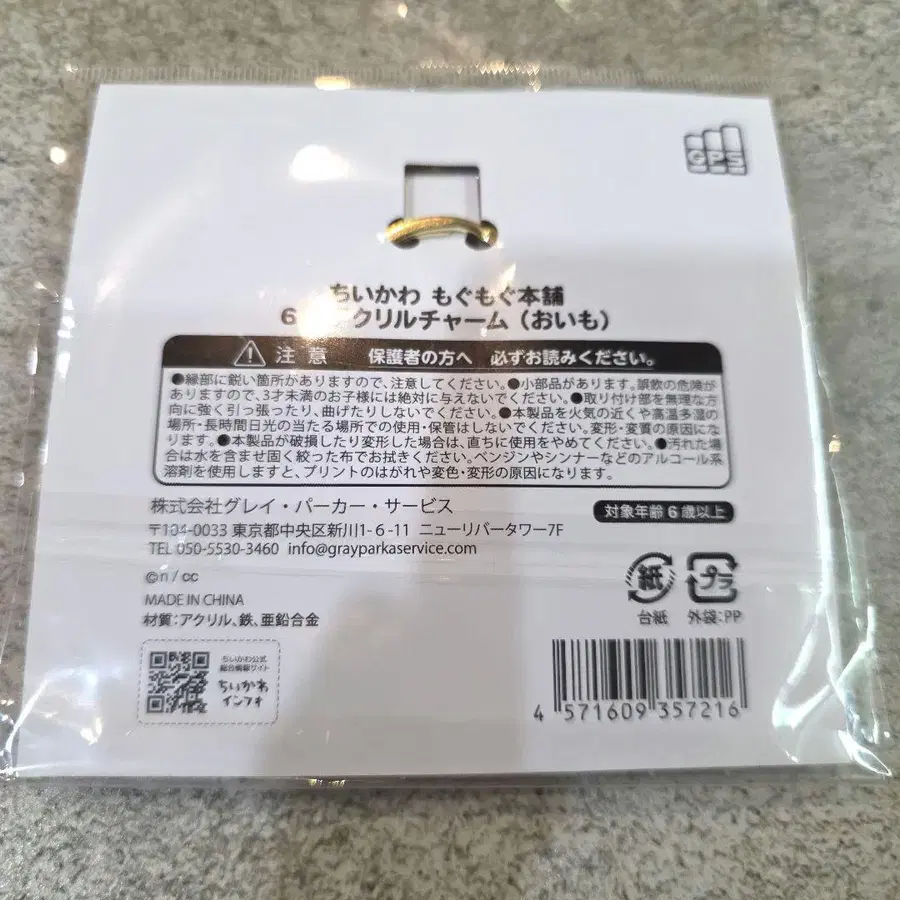 GPS
ちいかわ もぐもぐ本舗
6 クリルチャーム（おいも）
注意 保護者の方へ 必ずお読みください。
●縁部に鋭い箇所がありますので、注意してください。●小部品があります。誤飲の危険が
ありますので、3才未満のお子様には絶対に与えないでください。●取り付け部を無理な方
向に強く引っ張ったり、曲げたりしないでください。●本製品を火気の近くや高温多湿の
場所・長時間日光の当たる場所での使用・保管はしないでください。変形・変質の原因にな
ります。●本製品が破損したり変形した場合は、直ちに使用をやめてください。●汚れた場
合は水を含ませ固く絞った布でお拭きください。ベンジンやシンナーなどのアルコール系
溶剤を使用しますと、プリントのはがれや変色・変形の原因になります。
株式会社グレイ・パーカー・サービス
対象年齢6歳以上
〒104-0033 東京都中央区新川1-6-11 ニューリバータワー7F
TEL 050-5530-3460 info@grayparkaservice.com
©n / cc
MADE IN CHINA
材質：アクリル、鉄、亜鉛合金
紙
台紙
プラ
外袋：PP
ちいかわ公式
総合情報サイト
ちいかわ
インフォ
4 571609 357216